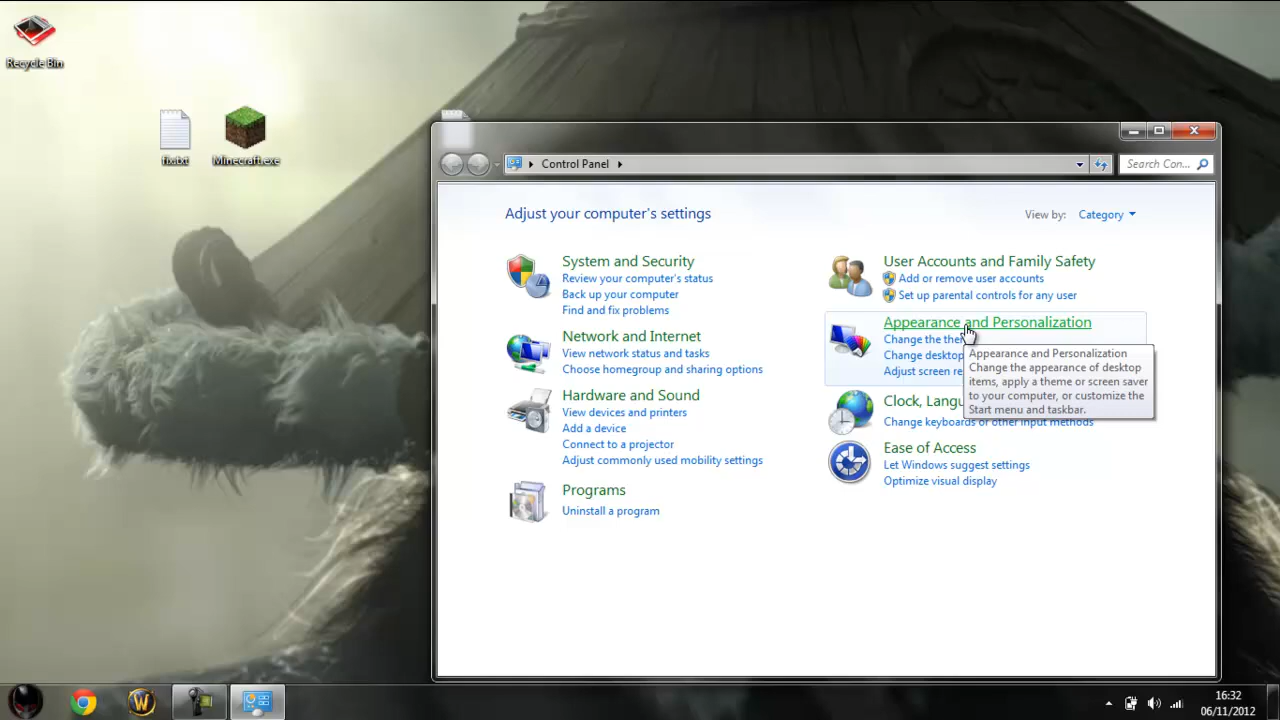 Recycle Bin
fix.txt
Minecraft.exe
Control Panel
Search Con...
Adjust your computer's settings
View by: Category
System and Security
Review your computer's status
Back up your computer
Find and fix problems
Network and Internet
View network status and tasks
Choose homegroup and sharing options
Hardware and Sound
View devices and printers
Add a device
Connect to a projector
Adjust commonly used mobility settings
Programs
Uninstall a program
User Accounts and Family Safety
Add or remove user accounts
Set up parental controls for any user
Appearance and Personalization
Change the
Change desktop
Adjust screen
Appearance and Personalization
Change the appearance of desktop
items, apply a theme or screen saver
to your computer, or customize the
Start menu and taskbar.
Clock,
Change keyboards or other input methods
Ease of Access
Let Windows suggest settings
Optimize visual display
16:32
06/11/2012